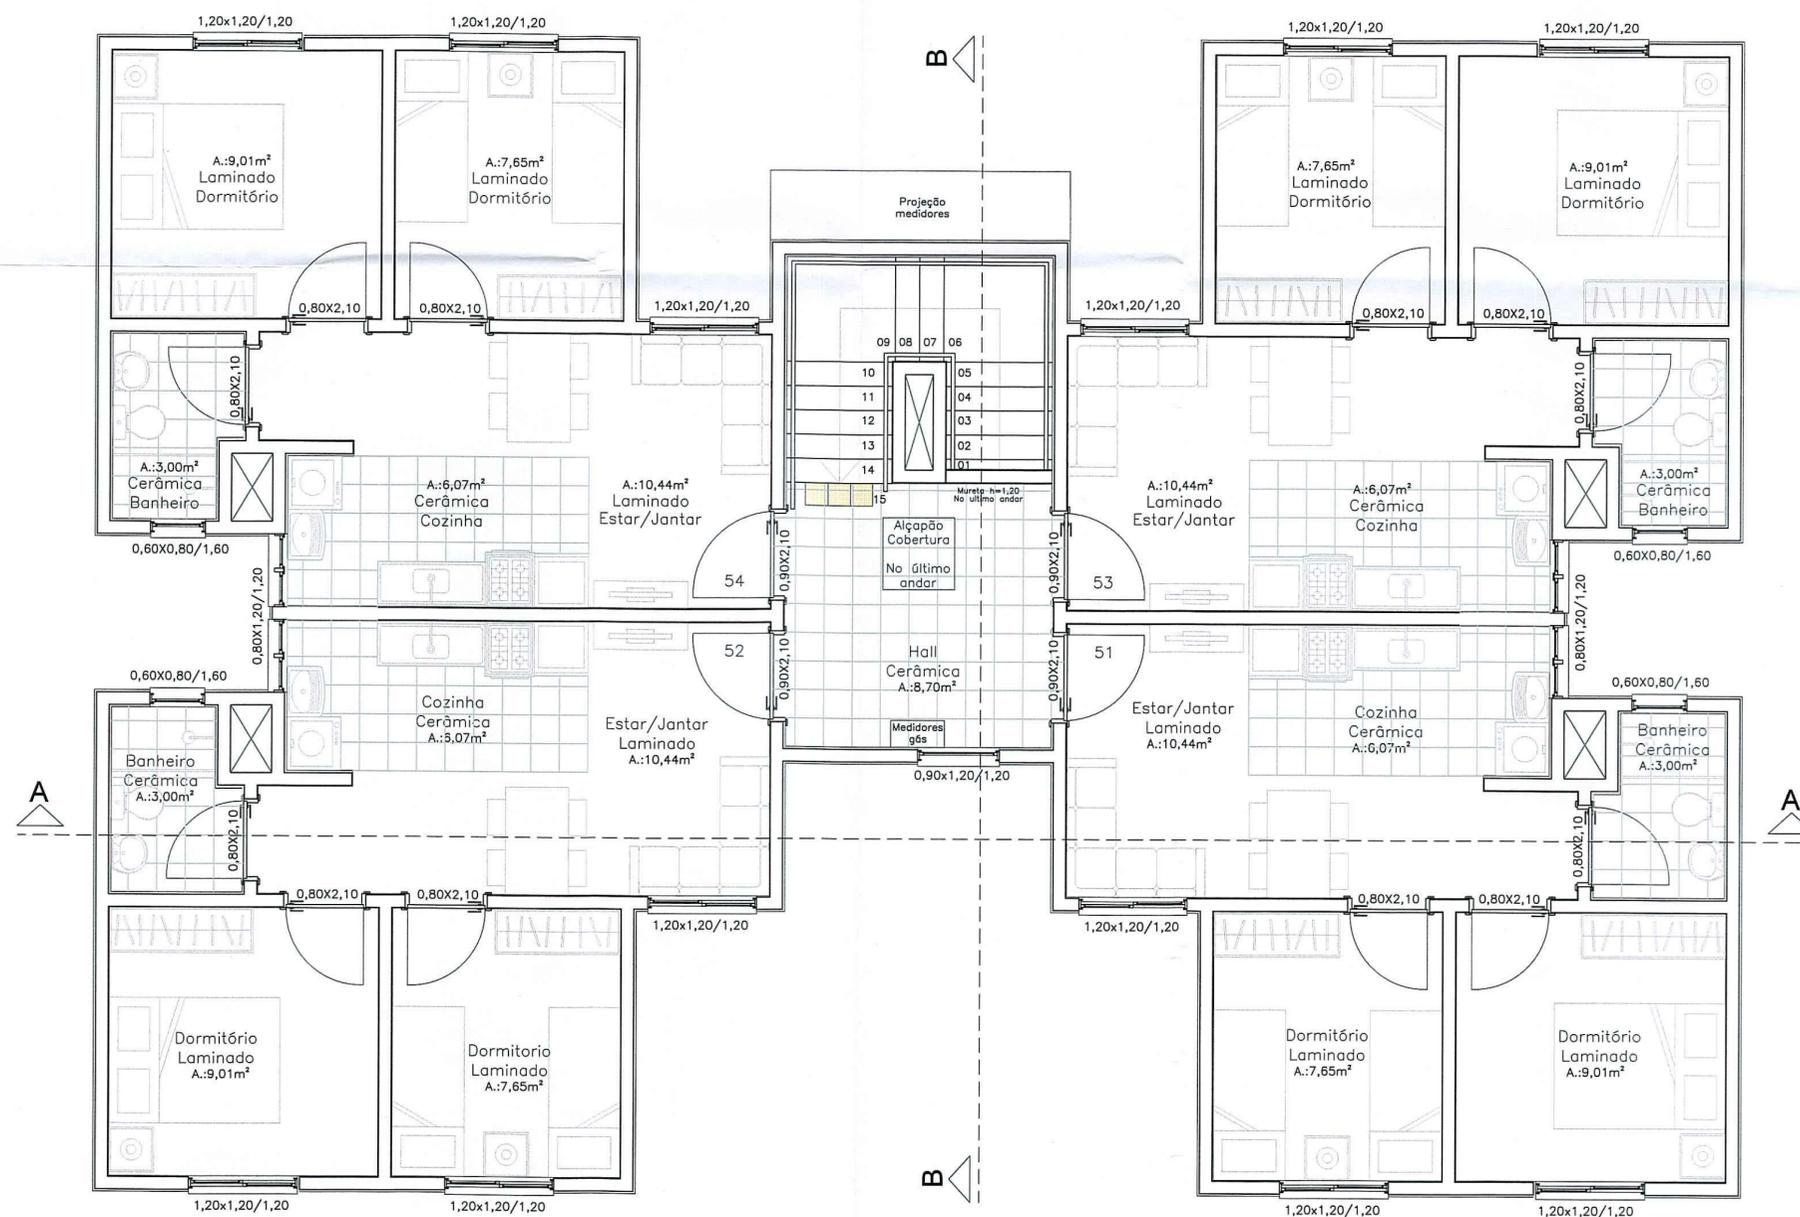 1,20x1,20/1,20
1,20x1,20/1,20
B
1,20x1,20/1,20
1,20x1,20/1,20
A.:9,01m²
Laminado
Dormitório
A.:7,65m²
Laminado
Dormitório
Projeção
medidores
A.:7,65m²
Laminado
Dormitório
A.:9,01m²
Laminado
Dormitório
0,80X2,10
0,80X2,10
1,20x1,20/1,20
1,20x1,20/1,20
0,80X2,10
0,80X2,10
09
08
07
06
10
11
12
13
14
15
05
04
03
02
01
0,80X2,10
0,80X2,10
A.:3,00m²
Cerâmica
Banheiro
A.:6,07m²
Cerâmica
Cozinha
A.:10,44m²
Laminado
Estar/Jantar
Mureta h=1,20
No ultimo andar
A.:10,44m²
Laminado
Estar/Jantar
A.:6,07m²
Cerâmica
Cozinha
A.:3,00m²
Cerâmica
Banheiro
0,60X0,80/1,60
0,60X0,80/1,60
Alçapão
Cobertura
No último
andar
0,90X2,10
0,90X2,10
54
53
0,80X1,20/1,20
0,80X1,20/1,20
52
51
0,90X2,10
0,90X2,10
Hall
Cerâmica
A.:8,70m²
0,60X0,80/1,60
0,60X0,80/1,60
Cozinha
Cerâmica
A.:6,07m²
Estar/Jantar
Laminado
A.:10,44m²
Medidores
gás
0,90x1,20/1,20
Estar/Jantar
Laminado
A.:10,44m²
Cozinha
Cerâmica
A.:6,07m²
Banheiro
Cerâmica
A.:3,00m²
Banheiro
Cerâmica
A.:3,00m²
A
A
0,80X2,10
0,80X2,10
0,80X2,10
0,80X2,10
1,20x1,20/1,20
1,20x1,20/1,20
0,80X2,10
0,80X2,10
Dormitório
Laminado
A.:9,01m²
Dormitorio
Laminado
A.:7,65m²
Dormitório
Laminado
A.:7,65m²
Dormitório
Laminado
A.:9,01m²
B
1,20x1,20/1,20
1,20x1,20/1,20
1,20x1,20/1,20
1,20x1,20/1,20